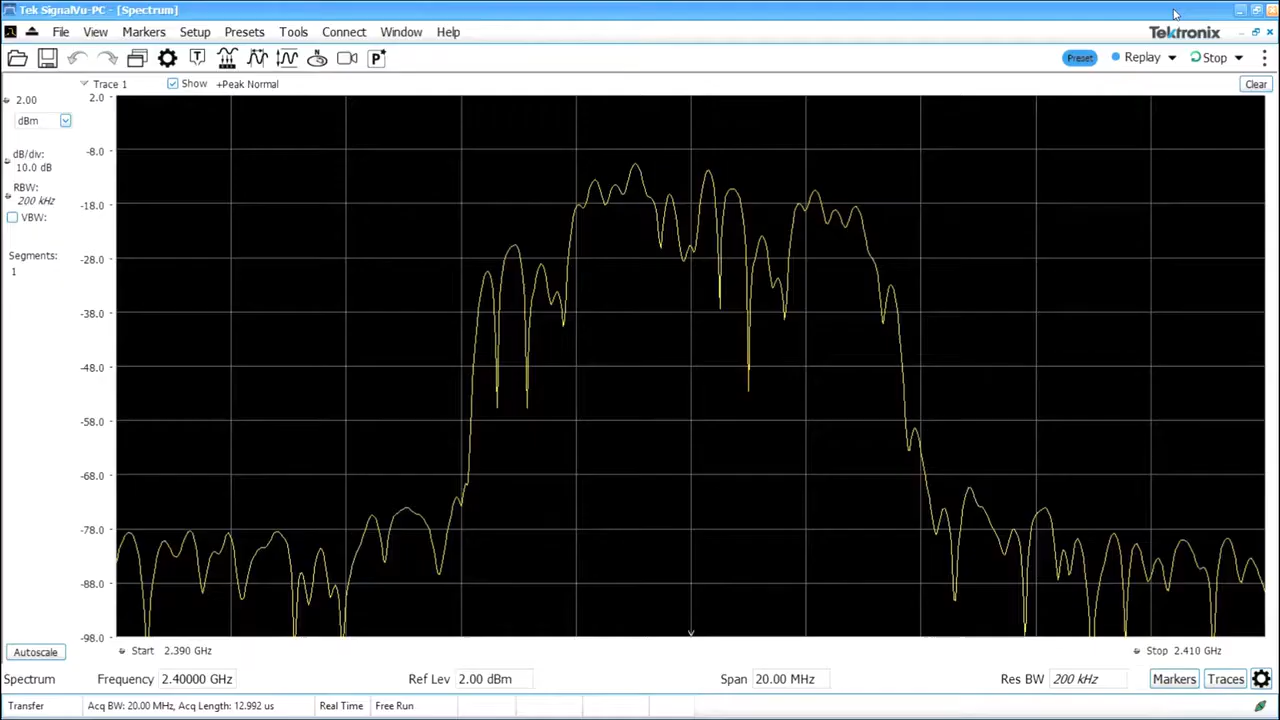 Tek SignalVu-PC - [Spectrum]
File View Markers Setup Presets Tools Connect Window Help
Tektronix
T P* Preset Replay Stop
Trace 1 Show +Peak Normal Clear
2.00
dBm
dB/div:
10.0 dB
RBW:
200 kHz
VBW:
Segments:
1
2.0
-8.0
-18.0
-28.0
-38.0
-48.0
-58.0
-68.0
-78.0
-88.0
-98.0
Autoscale Start 2.390 GHz Stop 2.410 GHz
Spectrum Frequency 2.40000 GHz Ref Lev 2.00 dBm Span 20.00 MHz Res BW 200 kHz Markers Traces
Transfer Acq BW: 20.00 MHz, Acq Length: 12.992 us Real Time Free Run